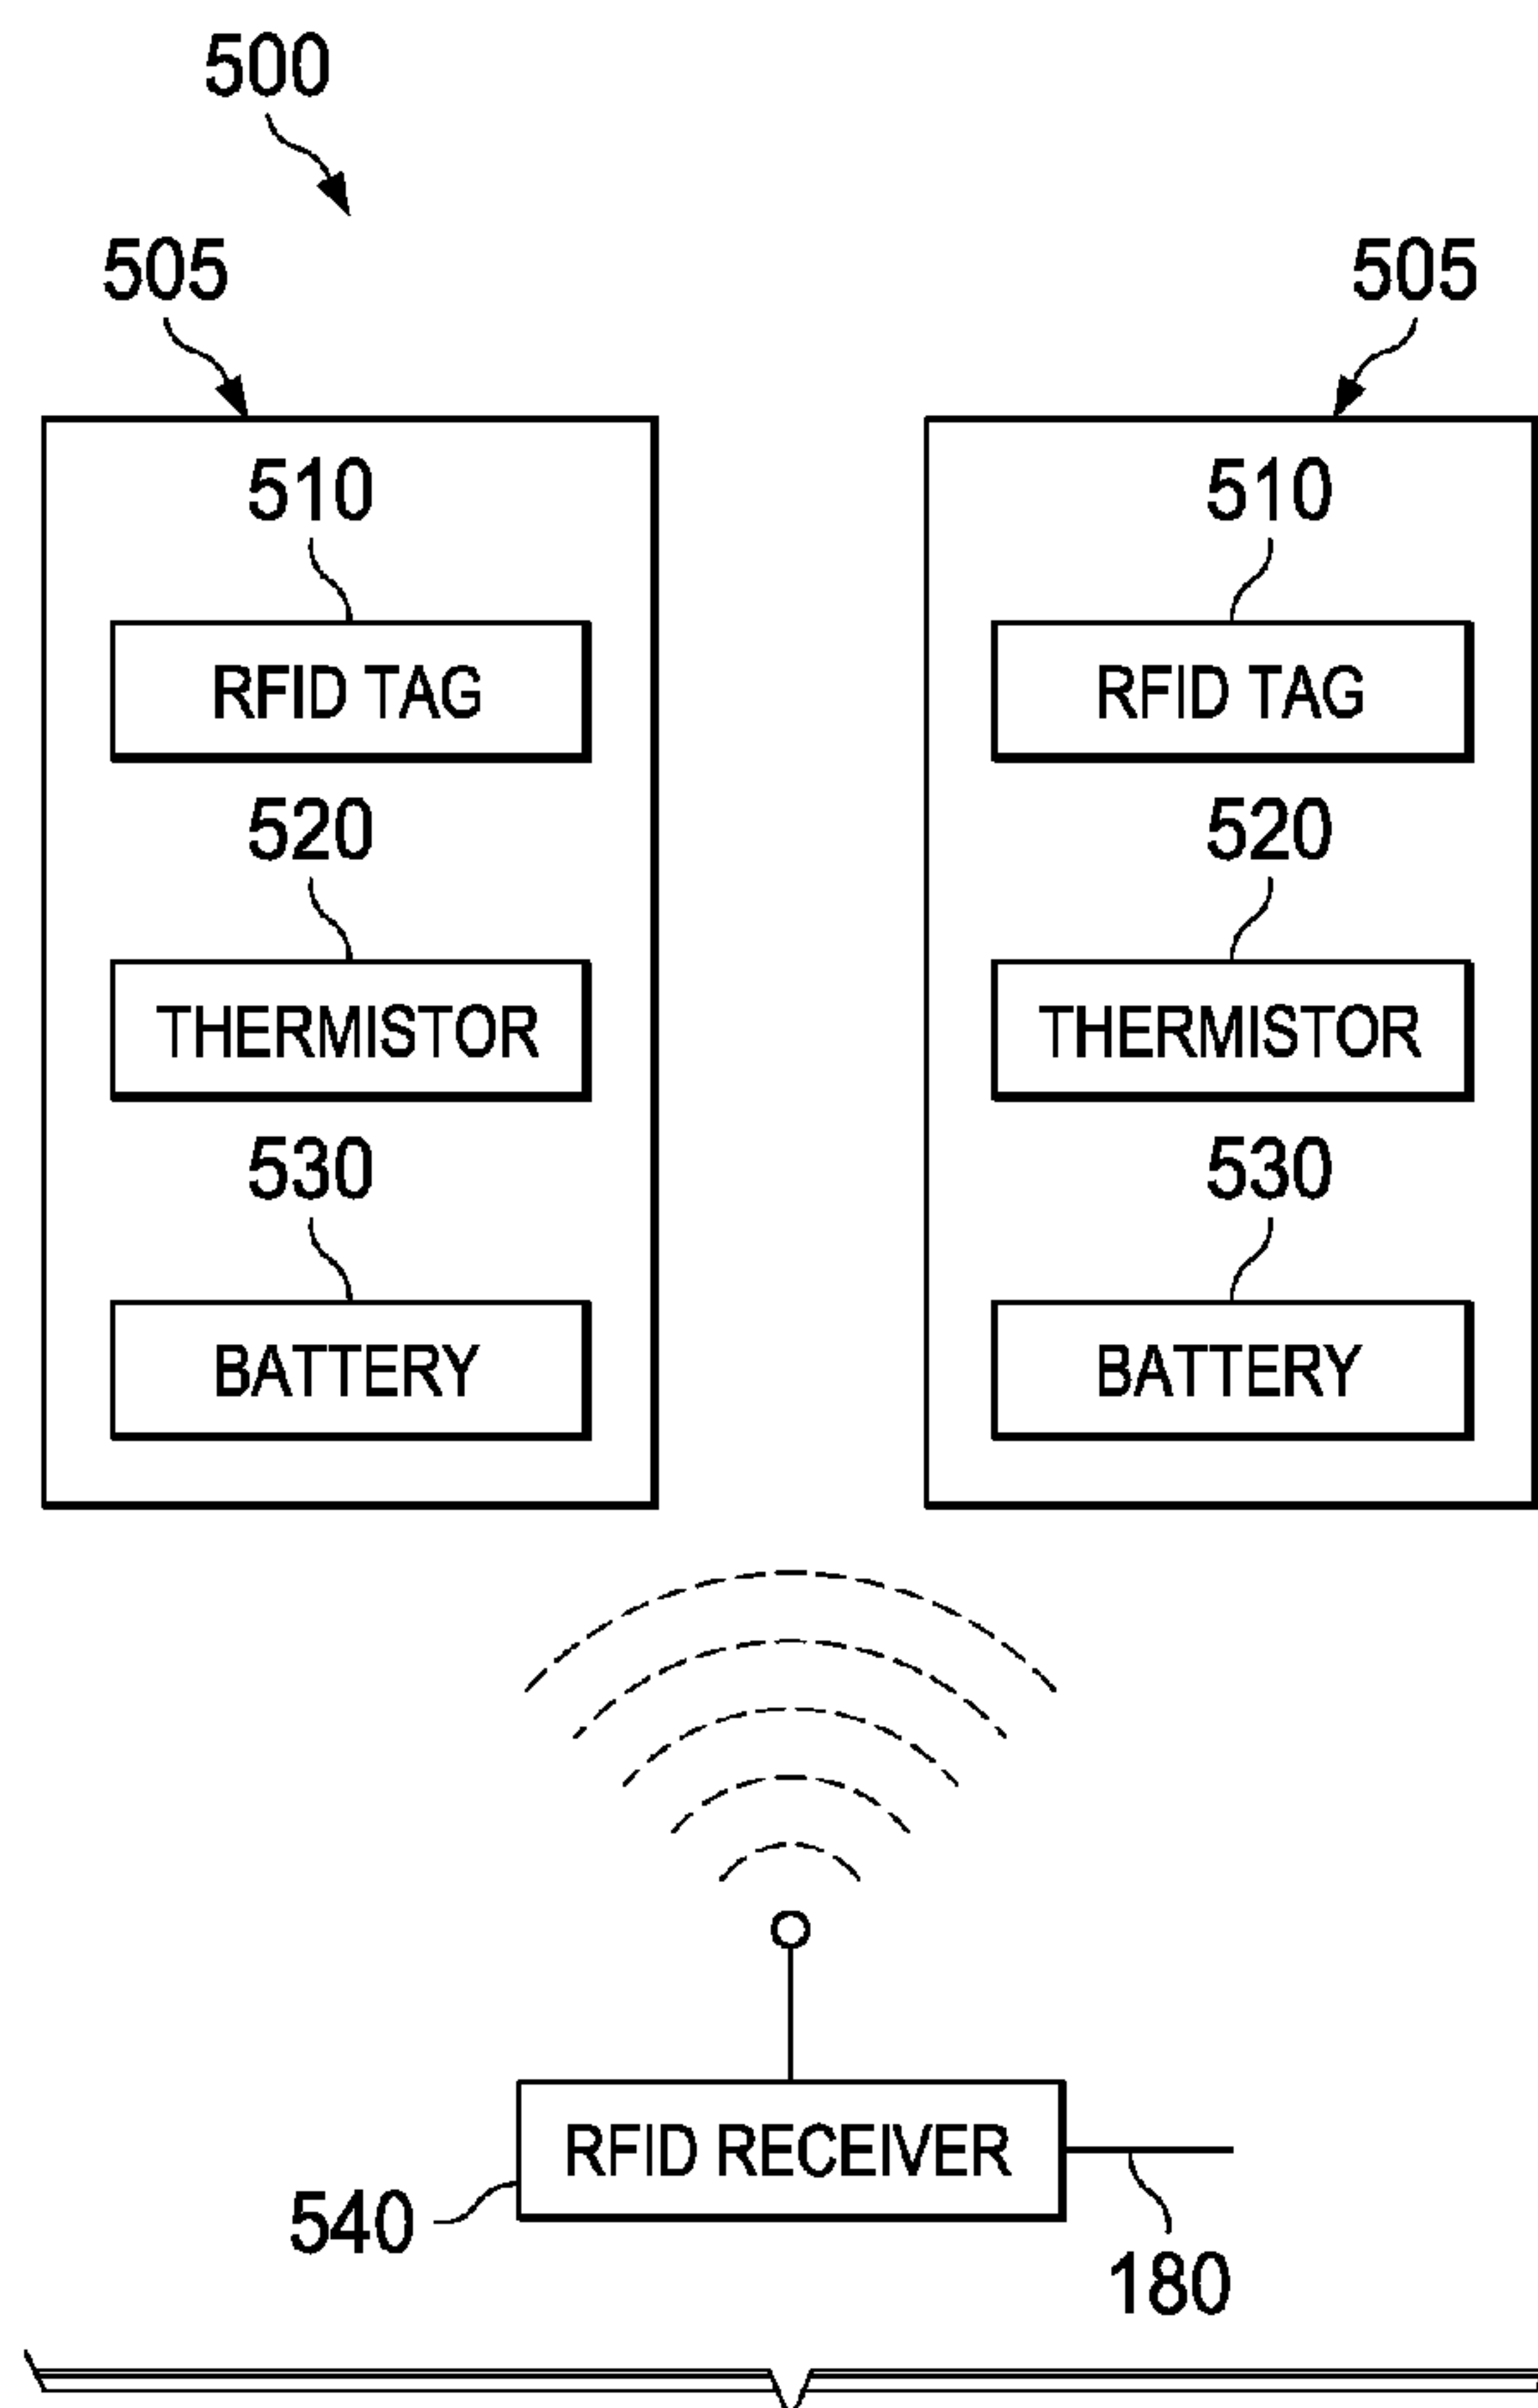 500
505 505
510 510
RFID TAG RFID TAG
520 520
THERMISTOR THERMISTOR
530 530
BATTERY BATTERY
RFID RECEIVER
540
180